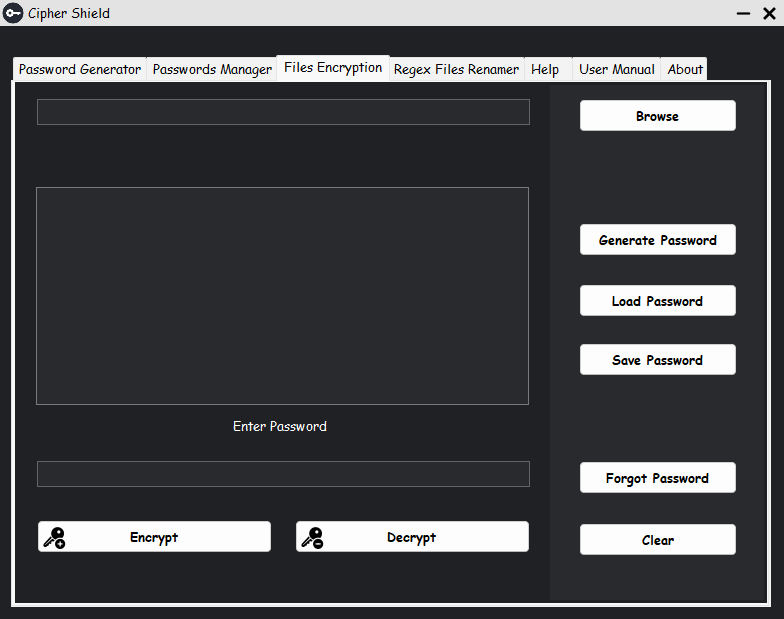 Cipher Shield
Password Generator Passwords Manager Files Encryption Regex Files Renamer Help User Manual About
Browse
Generate Password
Load Password
Save Password
Enter Password
Forgot Password
Encrypt Decrypt Clear